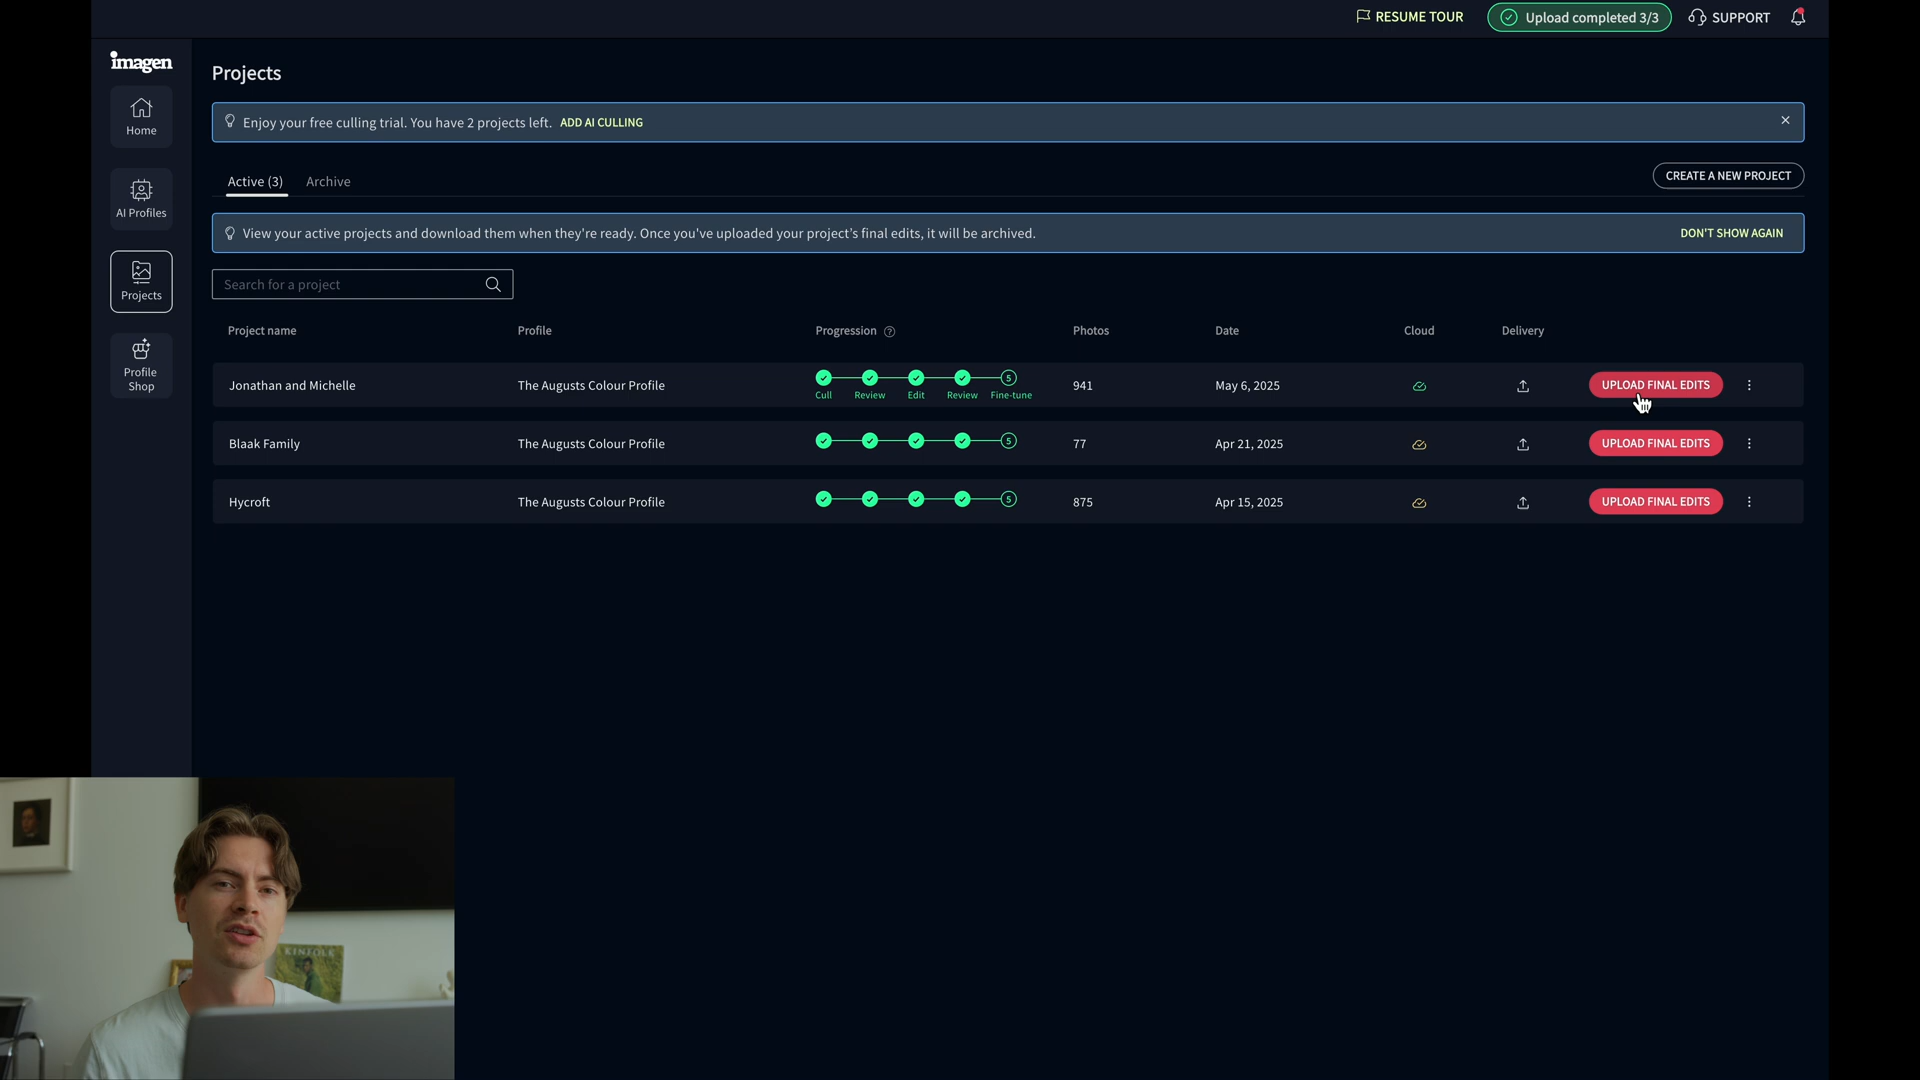 RESUME TOUR
Upload completed 3/3
SUPPORT
imagen
Home
AI Profiles
Projects
Profile
Shop
Projects
Enjoy your free culling trial. You have 2 projects left. ADD AI CULLING
Active (3) Archive
CREATE A NEW PROJECT
View your active projects and download them when they're ready. Once you've uploaded your project's final edits, it will be archived. DON'T SHOW AGAIN
Search for a project
Project name Profile Progression ? Photos Date Cloud Delivery
Jonathan and Michelle The Augusts Colour Profile 5 941 May 6, 2025 UPLOAD FINAL EDITS
Cull Review Edit Review Fine-tune
Blaak Family The Augusts Colour Profile 5 77 Apr 21, 2025 UPLOAD FINAL EDITS
Hycroft The Augusts Colour Profile 5 875 Apr 15, 2025 UPLOAD FINAL EDITS
KINFOLK